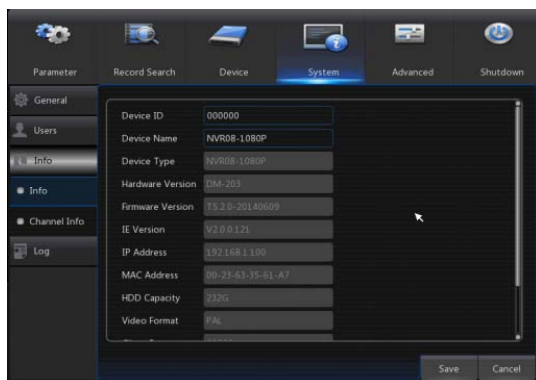 Parameter Record Search Device System Advanced Shutdown
General
Users
Info
Info
Channel Info
Log
Device ID 000000
Device Name NVR08-1080P
Device Type NVR08-1080P
Hardware Version DM-203
Firmware Version T5.2.0-20140609
IE Version V2.0.0.121
IP Address 192.168.1.100
MAC Address 00-23-63-35-61-A7
HDD Capacity 232G
Video Format PAL
Save Cancel